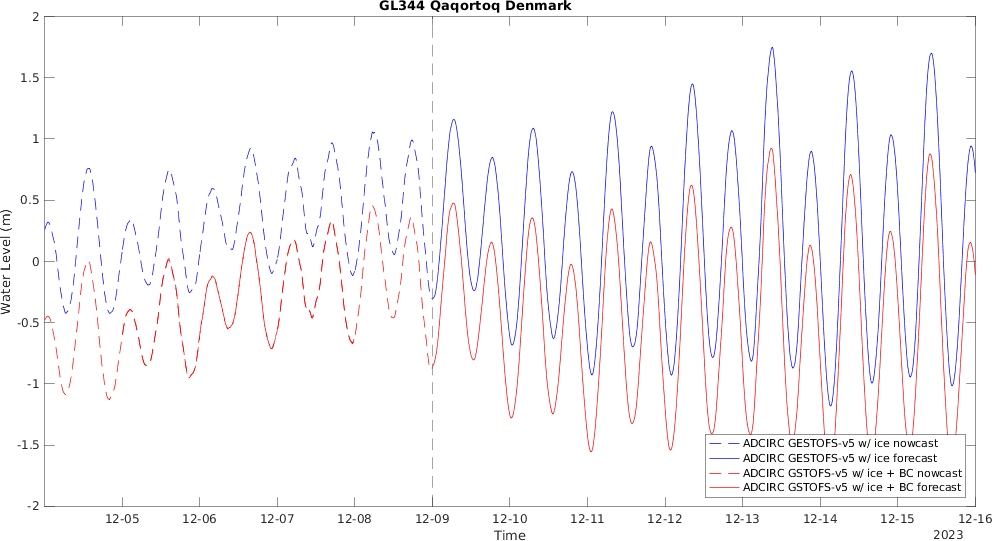 GL344 Qaqortoq Denmark
2
1.5
1
0.5
0
-0.5
-1
-1.5
-2
Water Level (m)
12-05 12-06 12-07 12-08 12-09 12-10 12-11 12-12 12-13 12-14 12-15 12-16
Time
2023
ADCIRC GESTOFS-v5 w/ ice nowcast
ADCIRC GESTOFS-v5 w/ ice forecast
ADCIRC GSTOFS-v5 w/ ice + BC nowcast
ADCIRC GSTOFS-v5 w/ ice + BC forecast